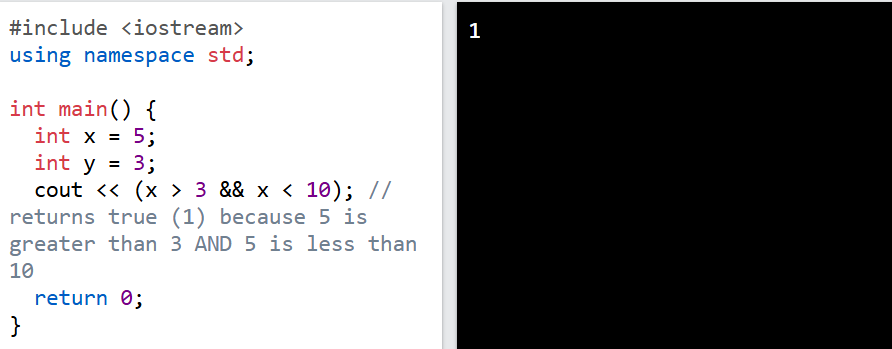 #include <iostream>
using namespace std;

int main() {
  int x = 5;
  int y = 3;
  cout << (x > 3 && x < 10); //
returns true (1) because 5 is
greater than 3 AND 5 is less than
10
  return 0;
}
1